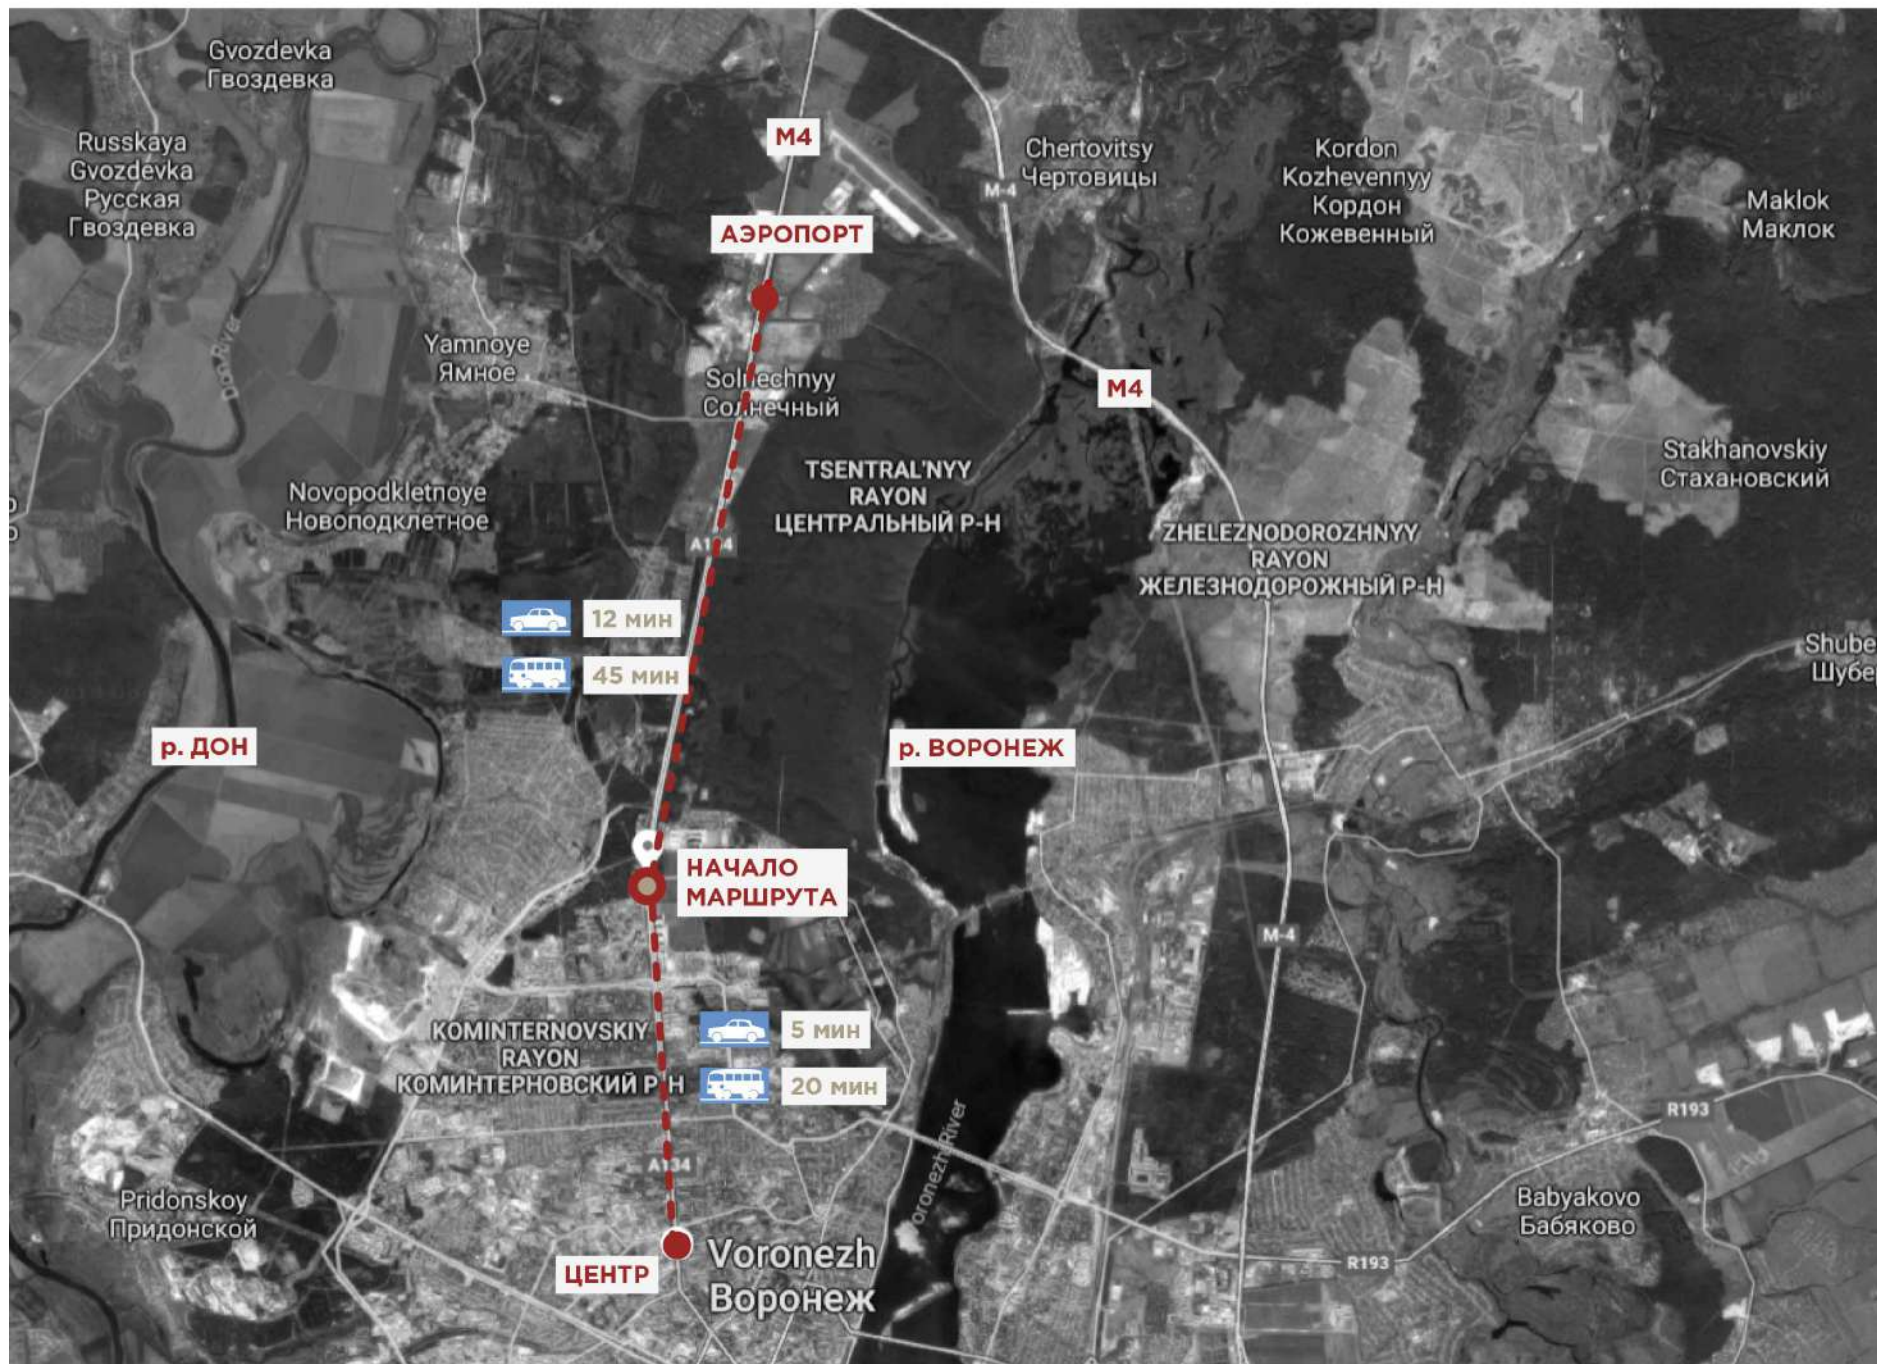 Gvozdevka
Гвоздевка
Russkaya
Gvozdevka
Русская
Гвоздевка
M4
Chertovitsy
Чертовицы
M-4
Kordon
Kozhevennyy
Кордон
Кожевенный
Maklok
Маклок
АЭРОПОРТ
Don River
Yamnoye
Ямное
Solnechnyy
Солнечный
M4
TSENTRAL'NYY
RAYON
ЦЕНТРАЛЬНЫЙ Р-Н
Stakhanovskiy
Стахановский
Novopodkletnoye
Новоподклетное
A134
ZHELEZNODOROZHNYY
RAYON
ЖЕЛЕЗНОДОРОЖНЫЙ Р-Н
12 мин
45 мин
Shube
Шубер
р. ДОН
р. ВОРОНЕЖ
НАЧАЛО
МАРШРУТА
M-4
KOMINTERNOVSKIY
RAYON
КОМИНТЕРНОВСКИЙ Р-Н
5 мин
20 мин
R193
Voronezh River
A134
Pridonskoy
Придонской
Babyakovo
Бабяково
ЦЕНТР
Voronezh
Воронеж
R193